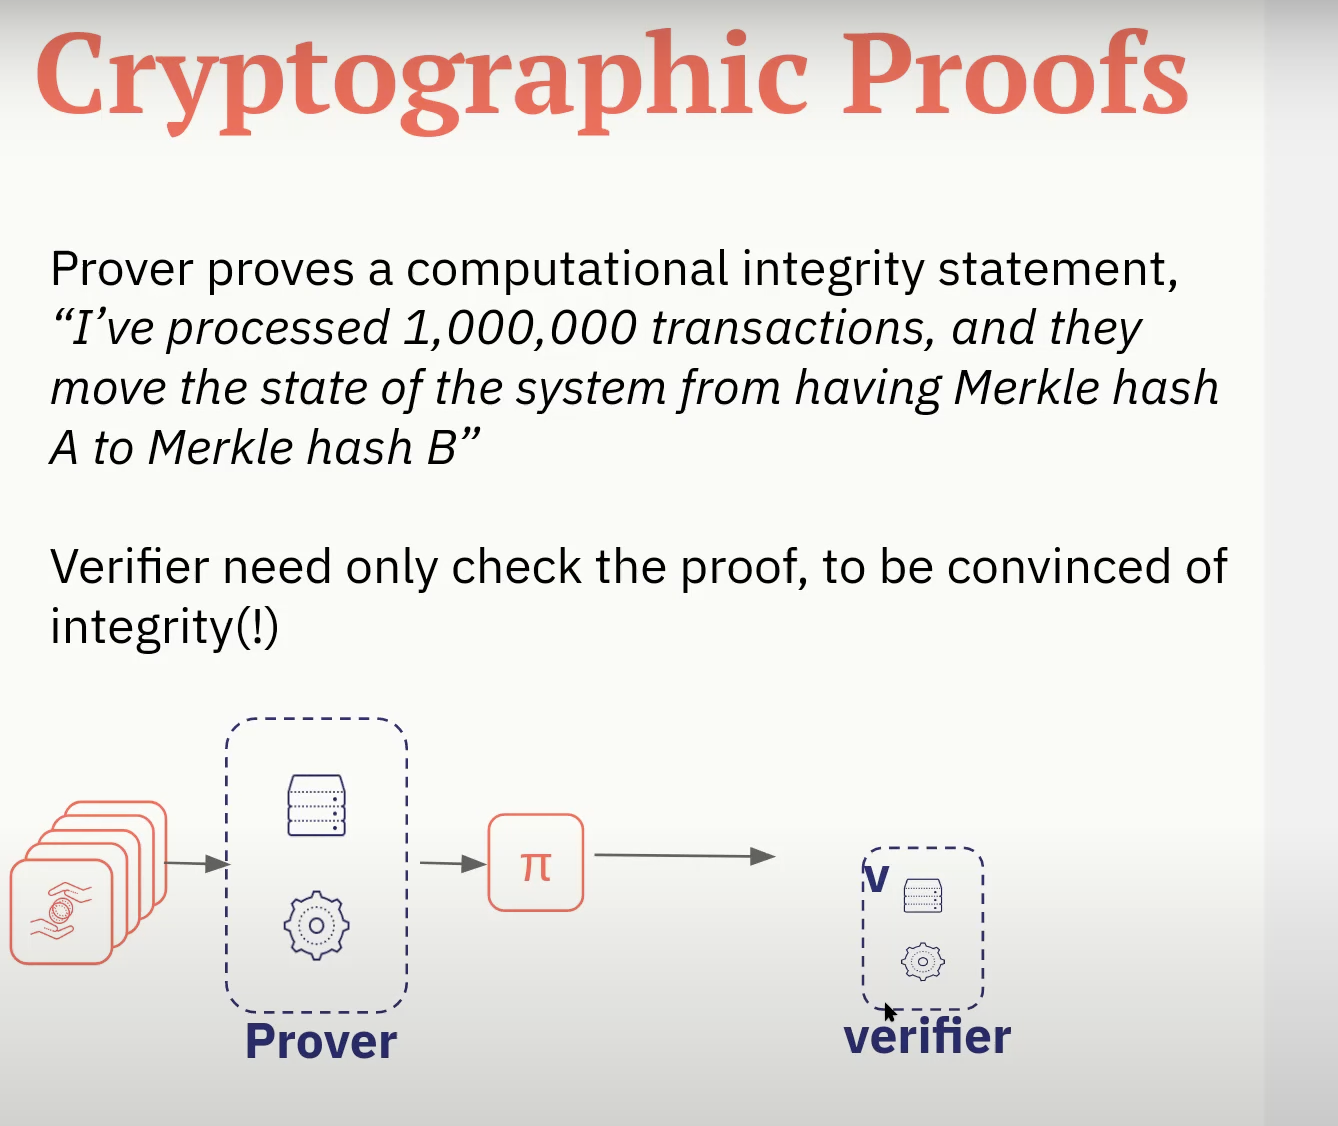 Cryptographic Proofs
Prover proves a computational integrity statement,
“I’ve processed 1,000,000 transactions, and they
move the state of the system from having Merkle hash
A to Merkle hash B”
Verifier need only check the proof, to be convinced of
integrity(!)
π
v
Prover
verifier